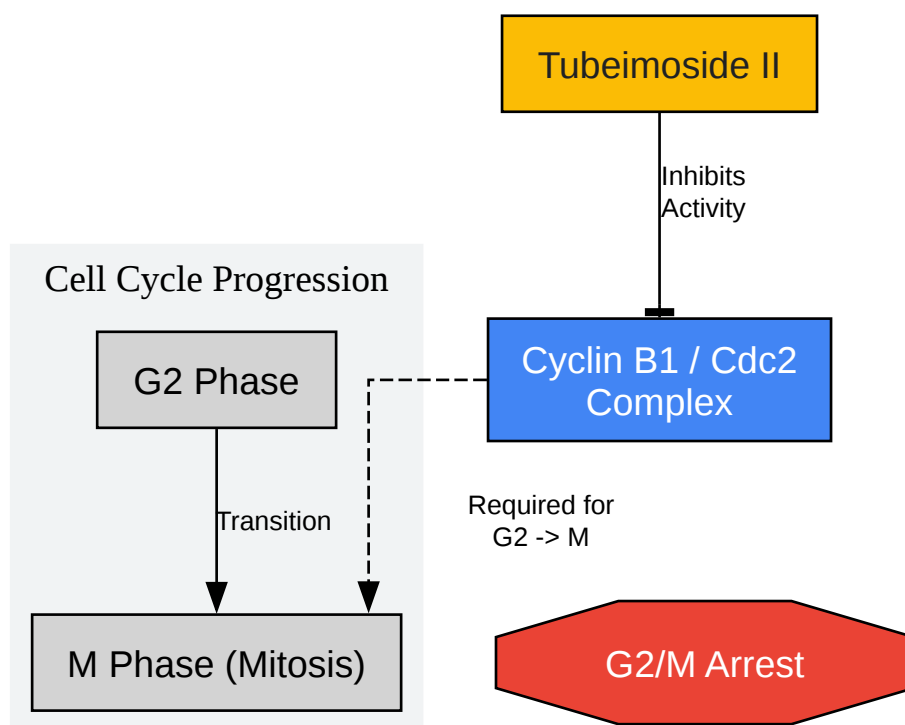 Tubeimoside II
Inhibits
Activity
Cell Cycle Progression
G2 Phase
Cyclin B1 / Cdc2
Complex
Transition
Required for
G2 -> M
M Phase (Mitosis)
G2/M Arrest